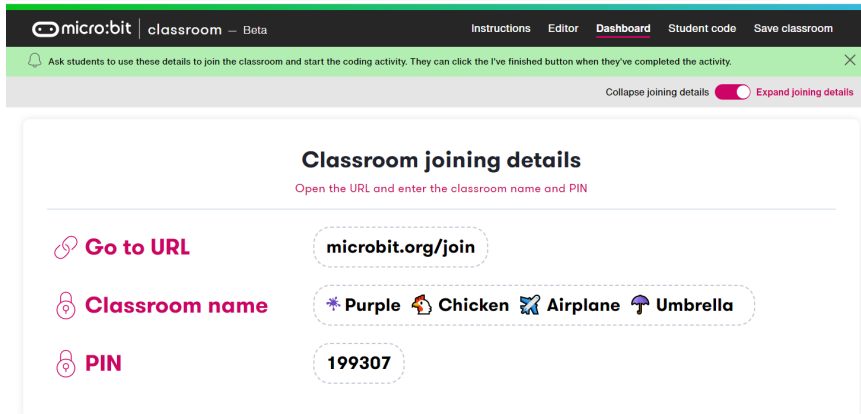 micro:bit | classroom – Beta Instructions Editor Dashboard Student code Save classroom
Ask students to use these details to join the classroom and start the coding activity. They can click the I've finished button when they've completed the activity.
Collapse joining details Expand joining details
Classroom joining details
Open the URL and enter the classroom name and PIN
Go to URL microbit.org/join
Classroom name Purple Chicken Airplane Umbrella
PIN 199307